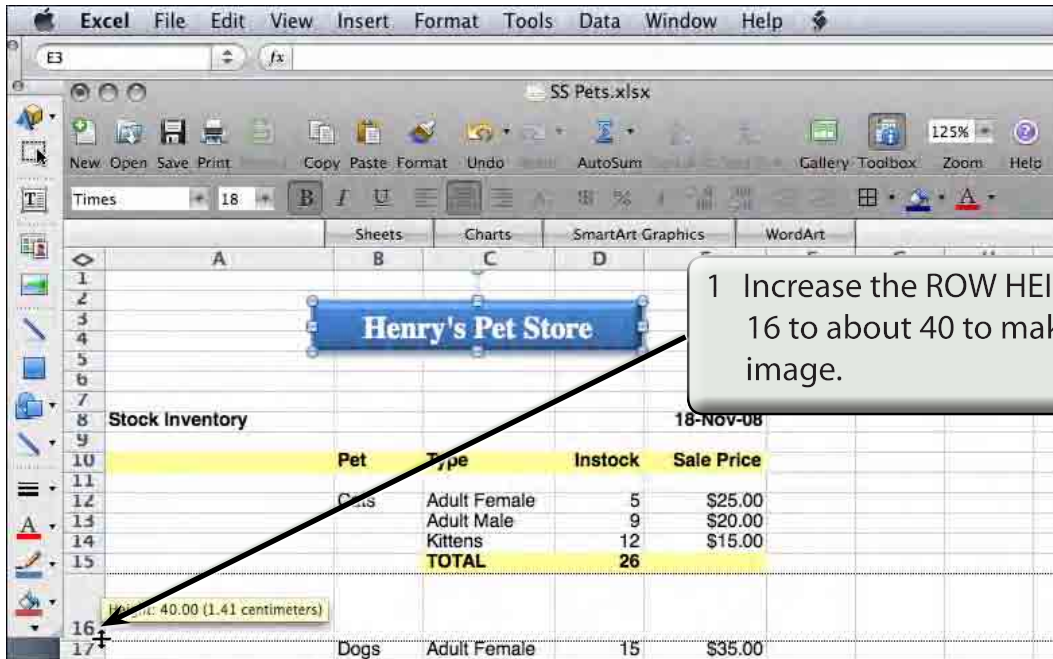 Excel File Edit View Insert Format Tools Data Window Help
E3 fx
SS Pets.xlsx
New Open Save Print Copy Paste Format Undo AutoSum Gallery Toolbox Zoom Help
125%
Times 18 B I U
Sheets Charts SmartArt Graphics WordArt
A B C D
1
2
3
Henry's Pet Store
4
5
6
7
8 Stock Inventory 18-Nov-08
9
10 Pet Type Instock Sale Price
11
12 Cats Adult Female 5 $25.00
13 Adult Male 9 $20.00
14 Kittens 12 $15.00
15 TOTAL 26
Height: 40.00 (1.41 centimeters)
16
17 Dogs Adult Female 15 $35.00
1 Increase the ROW HEI
16 to about 40 to mak
image.